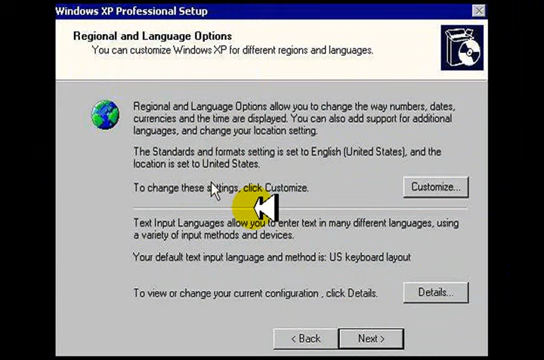 Windows XP Professional Setup
Regional and Language Options
You can customize Windows XP for different regions and languages.
Regional and Language Options allow you to change the way numbers, dates,
currencies and the time are displayed. You can also add support for additional
languages, and change your location setting.
The Standards and formats setting is set to English (United States), and the
location is set to United States.
To change these settings, click Customize.
Customize...
Text Input Languages allow you to enter text in many different languages, using
a variety of input methods and devices.
Your default text input language and method is: US keyboard layout
To view or change your current configuration, click Details.
Details...
< Back
Next >